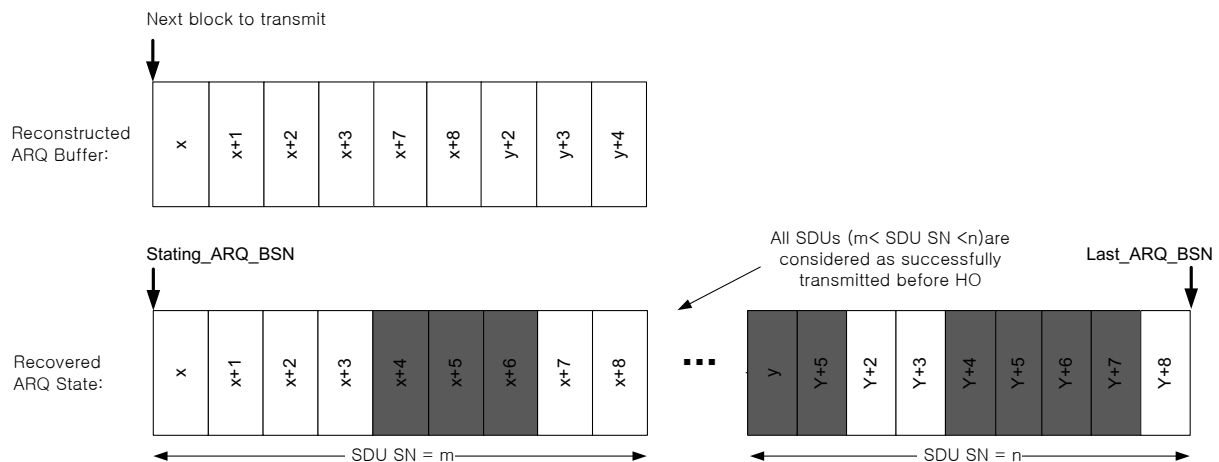 Next block to transmit
Reconstructed
ARQ Buffer:
x
x+1
x+2
x+3
x+7
x+8
y+2
y+3
y+4
Stating_ARQ_BSN
All SDUs (m< SDU SN <n)are
considered as successfully
transmitted before HO
Last_ARQ_BSN
Recovered
ARQ State:
x
x+1
x+2
x+3
x+4
x+5
x+6
x+7
x+8
...
y
Y+5
Y+2
Y+3
Y+4
Y+5
Y+6
Y+7
Y+8
SDU SN = m
SDU SN = n